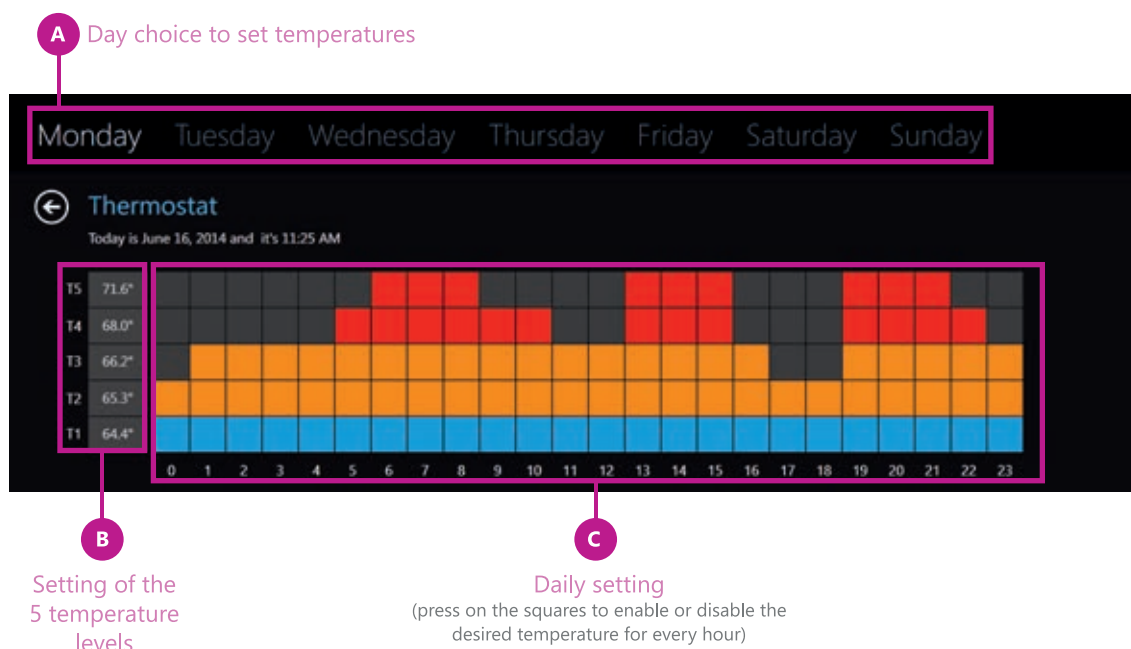 A Day choice to set temperatures
Monday Tuesday Wednesday Thursday Friday Saturday Sunday
Thermostat
Today is June 16, 2014 and it's 11:25 AM
T5 71.6°
T4 68.0°
T3 66.2°
T2 65.3°
T1 64.4°
0 1 2 3 4 5 6 7 8 9 10 11 12 13 14 15 16 17 18 19 20 21 22 23
B
Setting of the
5 temperature
levels
C
Daily setting
(press on the squares to enable or disable the
desired temperature for every hour)